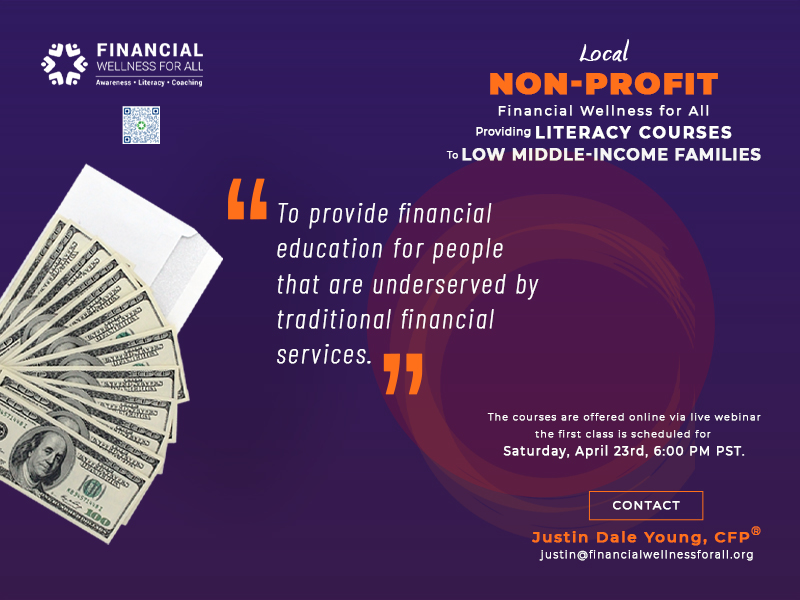 FINANCIAL
WELLNESS FOR ALL
Awareness • Literacy • Coaching
Local
NON-PROFIT
Financial Wellness for All
Providing LITERACY COURSES
To LOW MIDDLE-INCOME FAMILIES
“To provide financial
education for people
that are underserved by
traditional financial
services.”
100
The courses are offered online via live webinar
the first class is scheduled for
Saturday, April 23rd, 6:00 PM PST.
CONTACT
Justin Dale Young, CFP®
justin@financialwellnessforall.org